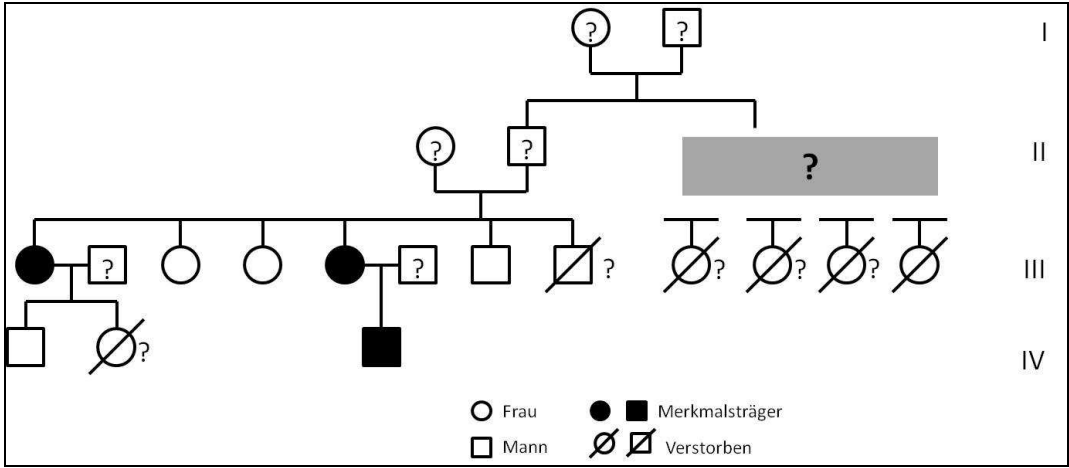 ? ? I
? ? ? II
? ? ? ? ? ? III
? IV
Frau Merkmalsträger
Mann Verstorben